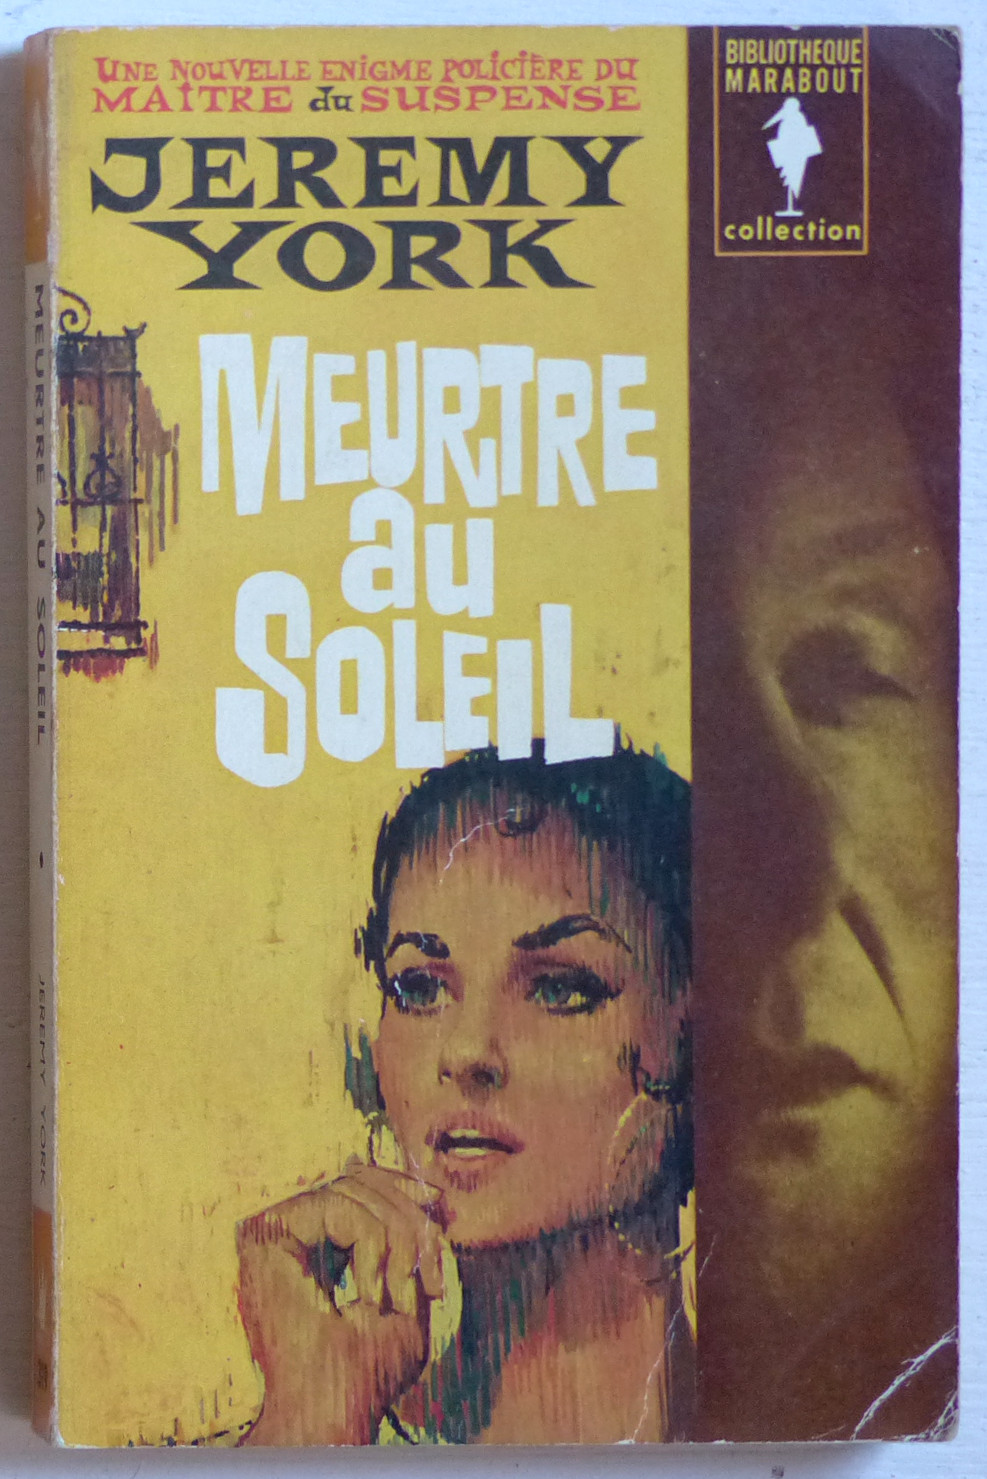 UNE NOUVELLE ENIGME POLICIÈRE DU
MAITRE du SUSPENSE
JEREMY
YORK
MEURTRE
au
SOLEIL
BIBLIOTHEQUE
MARABOUT
collection
MEURTRE AU SOLEIL • JEREMY YORK